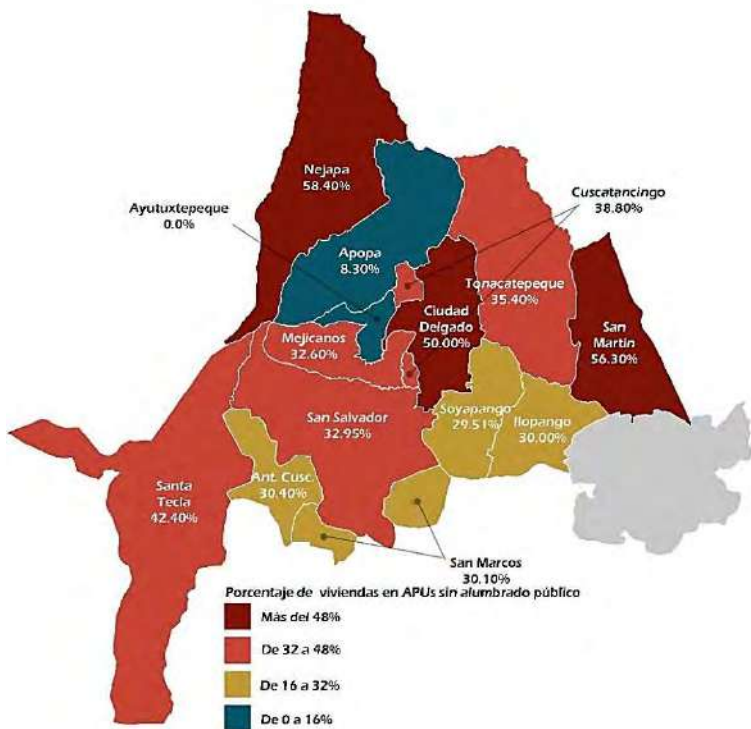 Nejapa
58.40%
Ayutuxtepeque
0.0%
Cuscatancingo
38.80%
Apopa
8.30%
Tonacatepeque
35.40%
Ciudad
Delgado
50.00%
San
Martín
56.30%
Mejicanos
32.60%
San Salvador
32.95%
Soyapango
29.51%
Ilopango
30.00%
Ant. Cusc.
30.40%
Santa
Tecla
42.40%
San Marcos
30.10%
Porcentaje de viviendas en APUs sin alumbrado público
Más del 48%
De 32 a 48%
De 16 a 32%
De 0 a 16%